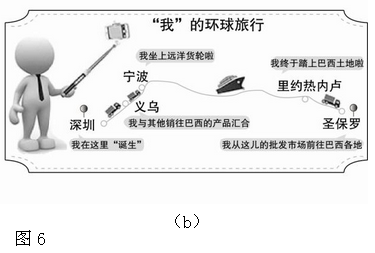 “我”的环球旅行
我坐上远洋货轮啦
我终于踏上巴西土地啦
宁波
里约热内卢
义乌
深圳
圣保罗
我与其他销往巴西的产品汇合
我在这里“诞生”
我从这儿的批发市场前往巴西各地
(b)
图6